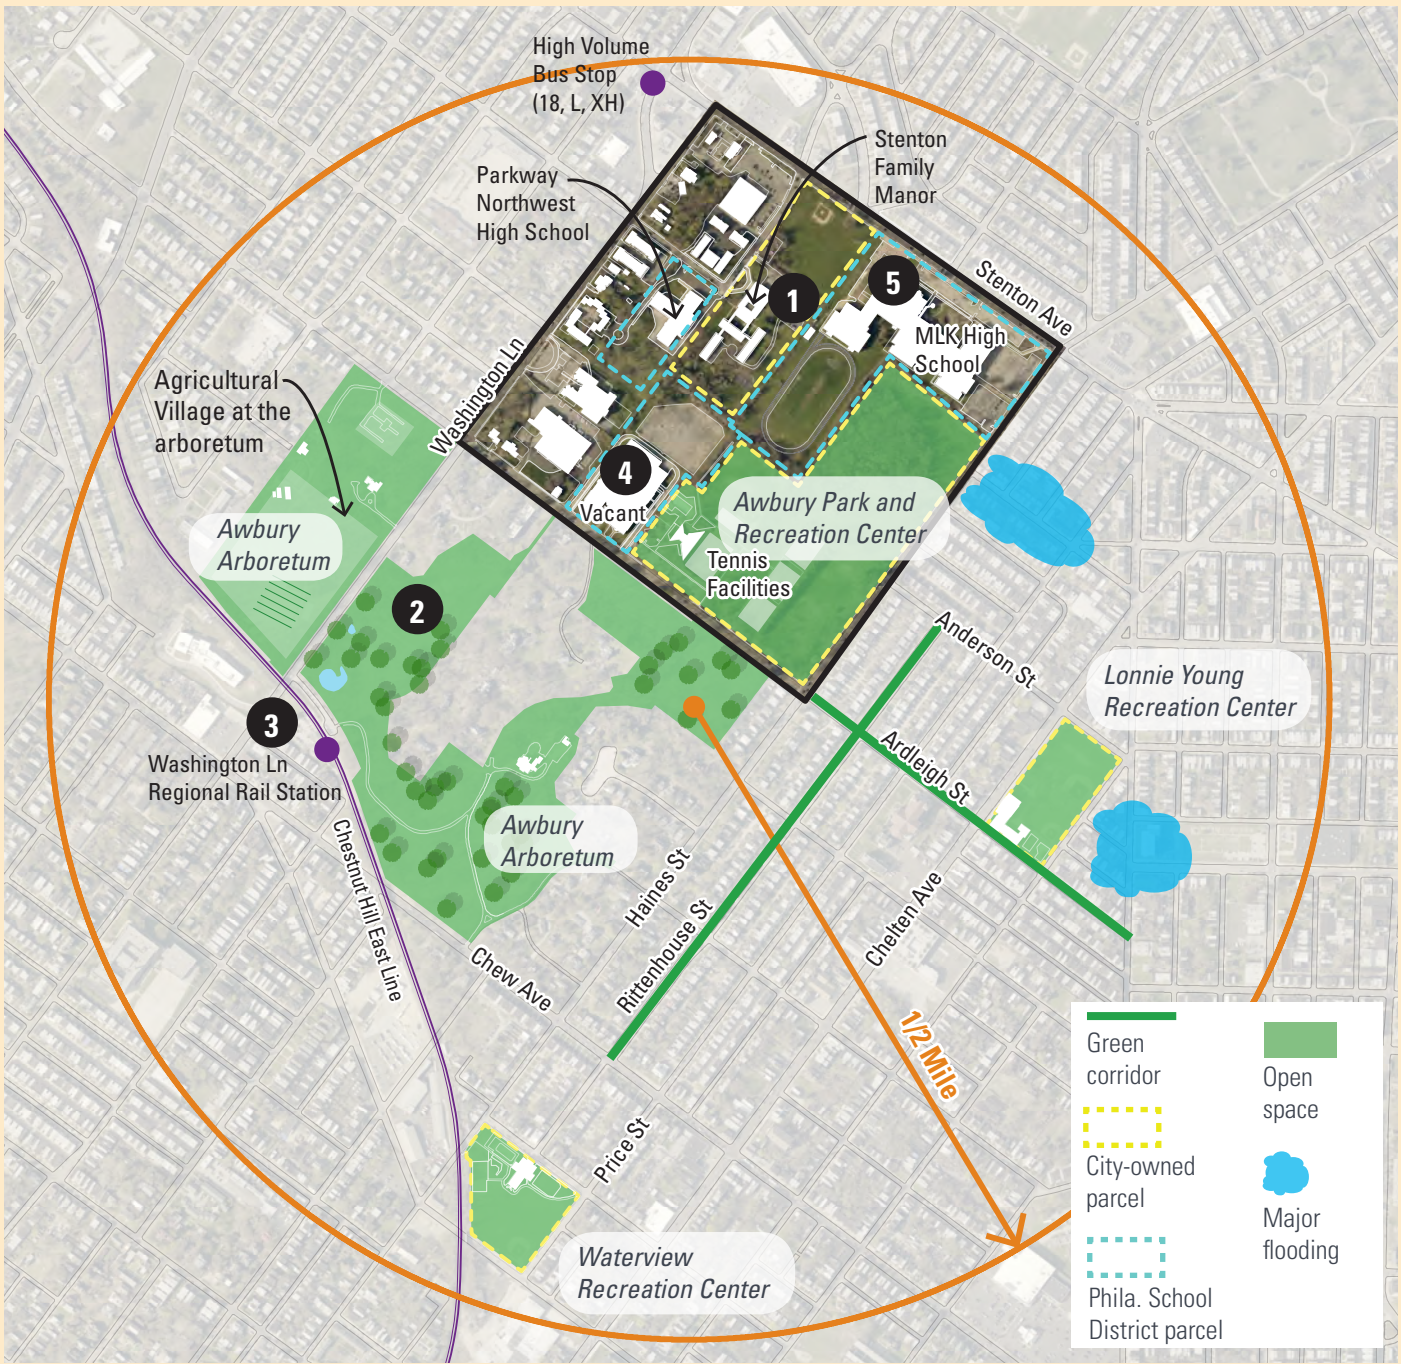 High Volume
Bus Stop
(18, L, XH)
Stenton
Family
Manor
Parkway
Northwest
High School
Stenton Ave
1
5
MLK High
School
Washington Ln
Agricultural
Village at the
arboretum
4
Vacant
Awbury Park and
Recreation Center
Tennis
Facilities
Awbury
Arboretum
2
Anderson St
Lonnie Young
Recreation Center
3
Washington Ln
Regional Rail Station
Ardleigh St
Awbury
Arboretum
Chestnut Hill East Line
Haines St
Rittenhouse St
Chelten Ave
Chew Ave
1/2 Mile
Price St
Waterview
Recreation Center
Green
corridor
Open
space
City-owned
parcel
Major
flooding
Phila. School
District parcel